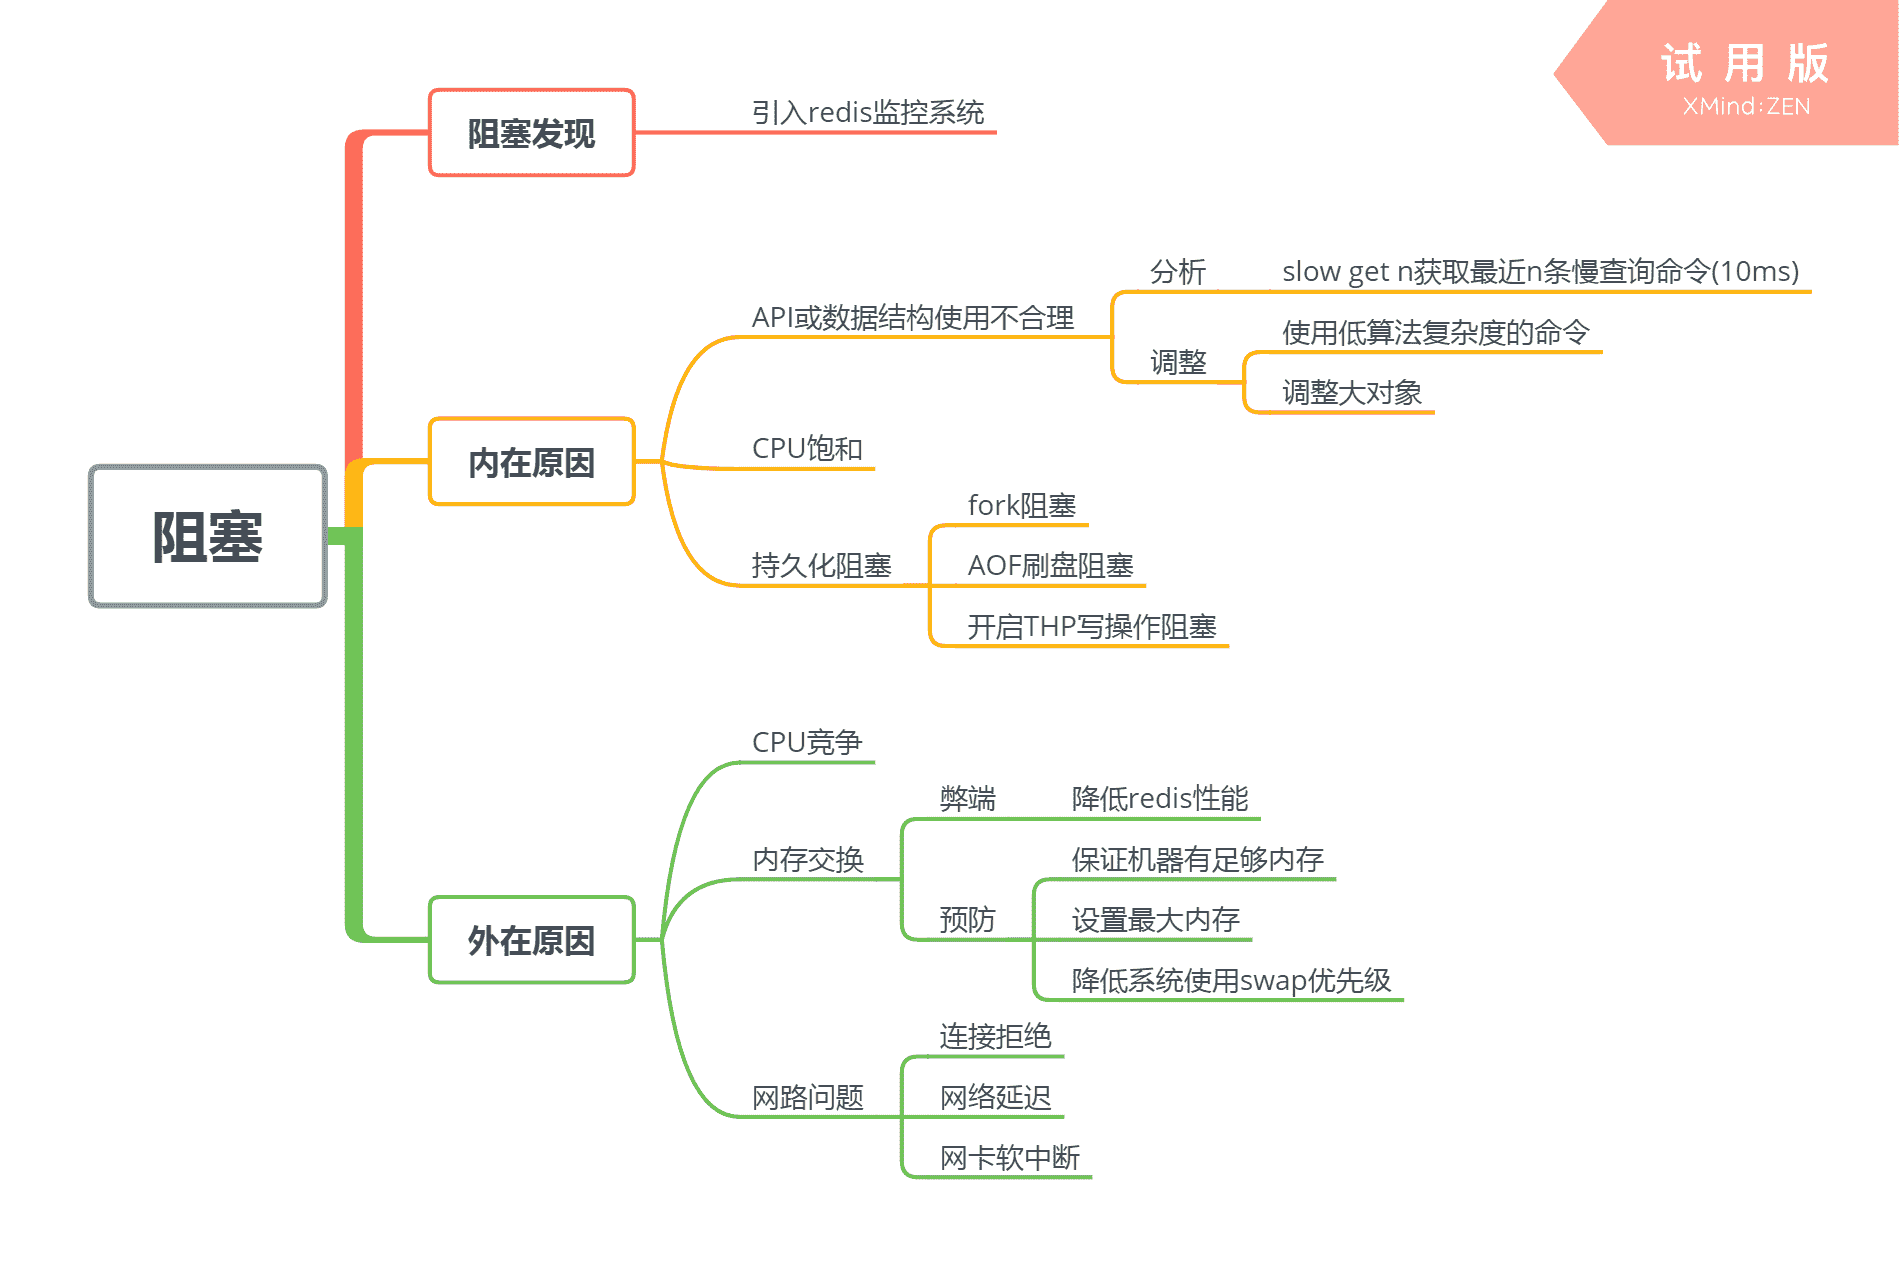 试用版
XMind:ZEN
阻塞
阻塞发现
引入redis监控系统
内在原因
API或数据结构使用不合理
分析
slow get n获取最近n条慢查询命令(10ms)
调整
使用低算法复杂度的命令
调整大对象
CPU饱和
持久化阻塞
fork阻塞
AOF刷盘阻塞
开启THP写操作阻塞
外在原因
CPU竞争
内存交换
弊端
降低redis性能
预防
保证机器有足够内存
设置最大内存
降低系统使用swap优先级
网路问题
连接拒绝
网络延迟
网卡软中断